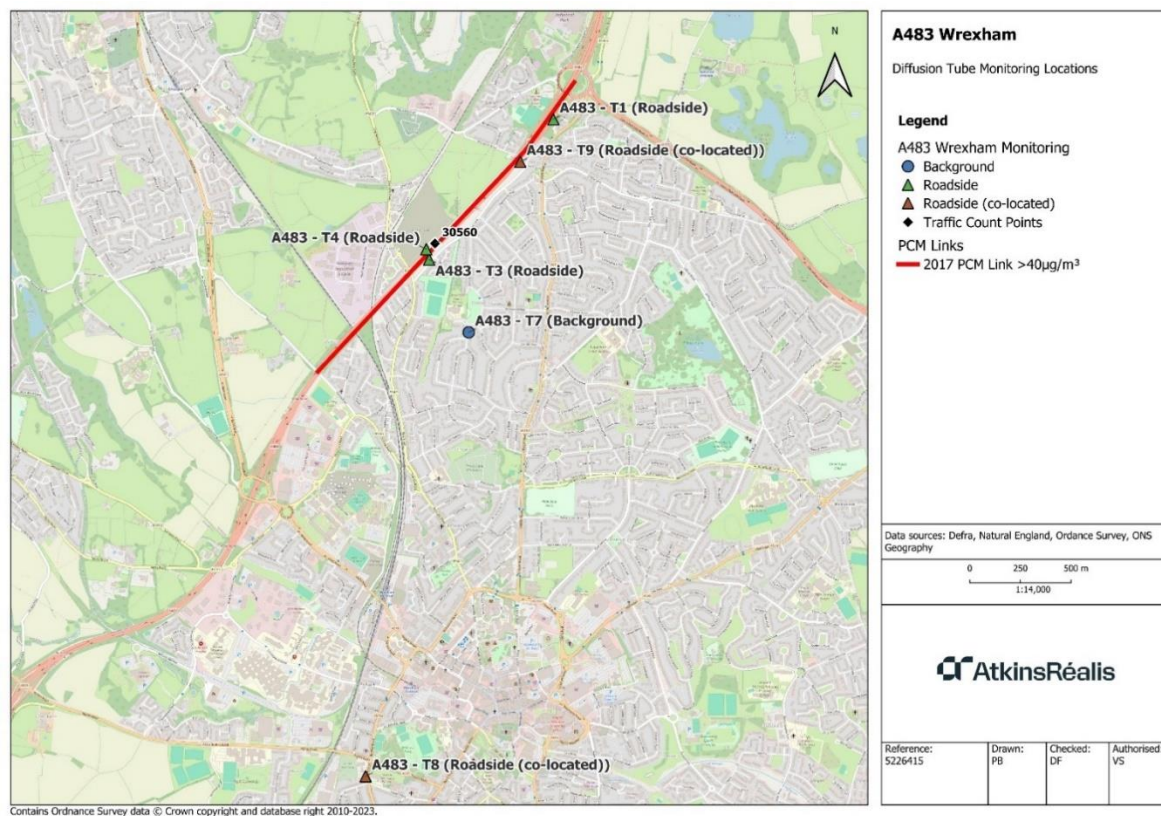 N
A483 - T1 (Roadside)
A483 - T9 (Roadside (co-located))
30560
A483 - T4 (Roadside)
A483 - T3 (Roadside)
A483 - T7 (Background)
A483 - T8 (Roadside (co-located))
Contains Ordnance Survey data © Crown copyright and database right 2010-2023.
A483 Wrexham
Diffusion Tube Monitoring Locations
Legend
A483 Wrexham Monitoring
Background
Roadside
Roadside (co-located)
Traffic Count Points
PCM Links
2017 PCM Link >40µg/m³
Data sources: Defra, Natural England, Ordance Survey, ONS
Geography
0 250 500 m
1:14,000
AtkinsRéalis
Reference: Drawn: Checked: Authorised:
5226415 PB DF VS